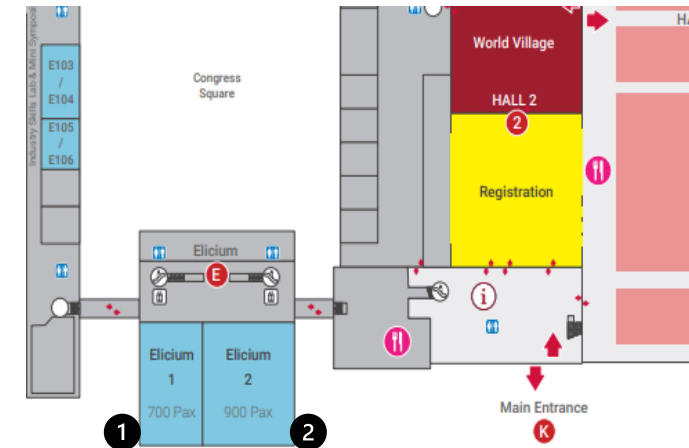 Industry Skills Lab & Mini Symposi
E103
/
E104
E105
/
E106
Congress
Square
World Village
HALL 2
2
HA
Registration
Elicium
E
i
Elicium
1
700 Pax
Elicium
2
900 Pax
1
2
Main Entrance
K